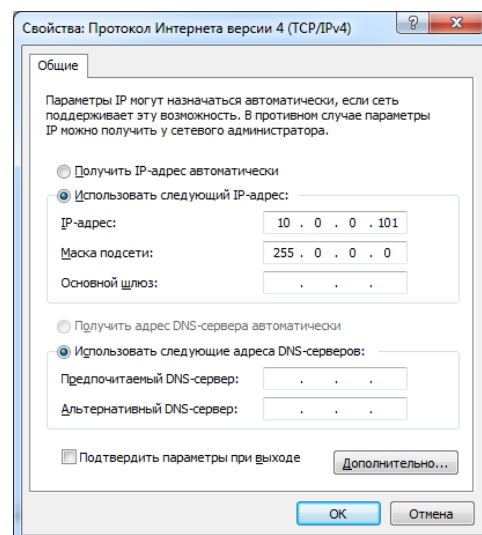 Свойства: Протокол Интернета версии 4 (TCP/IPv4)
Общие
Параметры IP могут назначаться автоматически, если сеть
поддерживает эту возможность. В противном случае параметры
IP можно получить у сетевого администратора.
Получить IP-адрес автоматически
Использовать следующий IP-адрес:
IP-адрес: 10 . 0 . 0 . 101
Маска подсети: 255 . 0 . 0 . 0
Основной шлюз: . . .
Получить адрес DNS-сервера автоматически
Использовать следующие адреса DNS-серверов:
Предпочитаемый DNS-сервер: . . .
Альтернативный DNS-сервер: . . .
Подтвердить параметры при выходе
Дополнительно...
ОК
Отмена